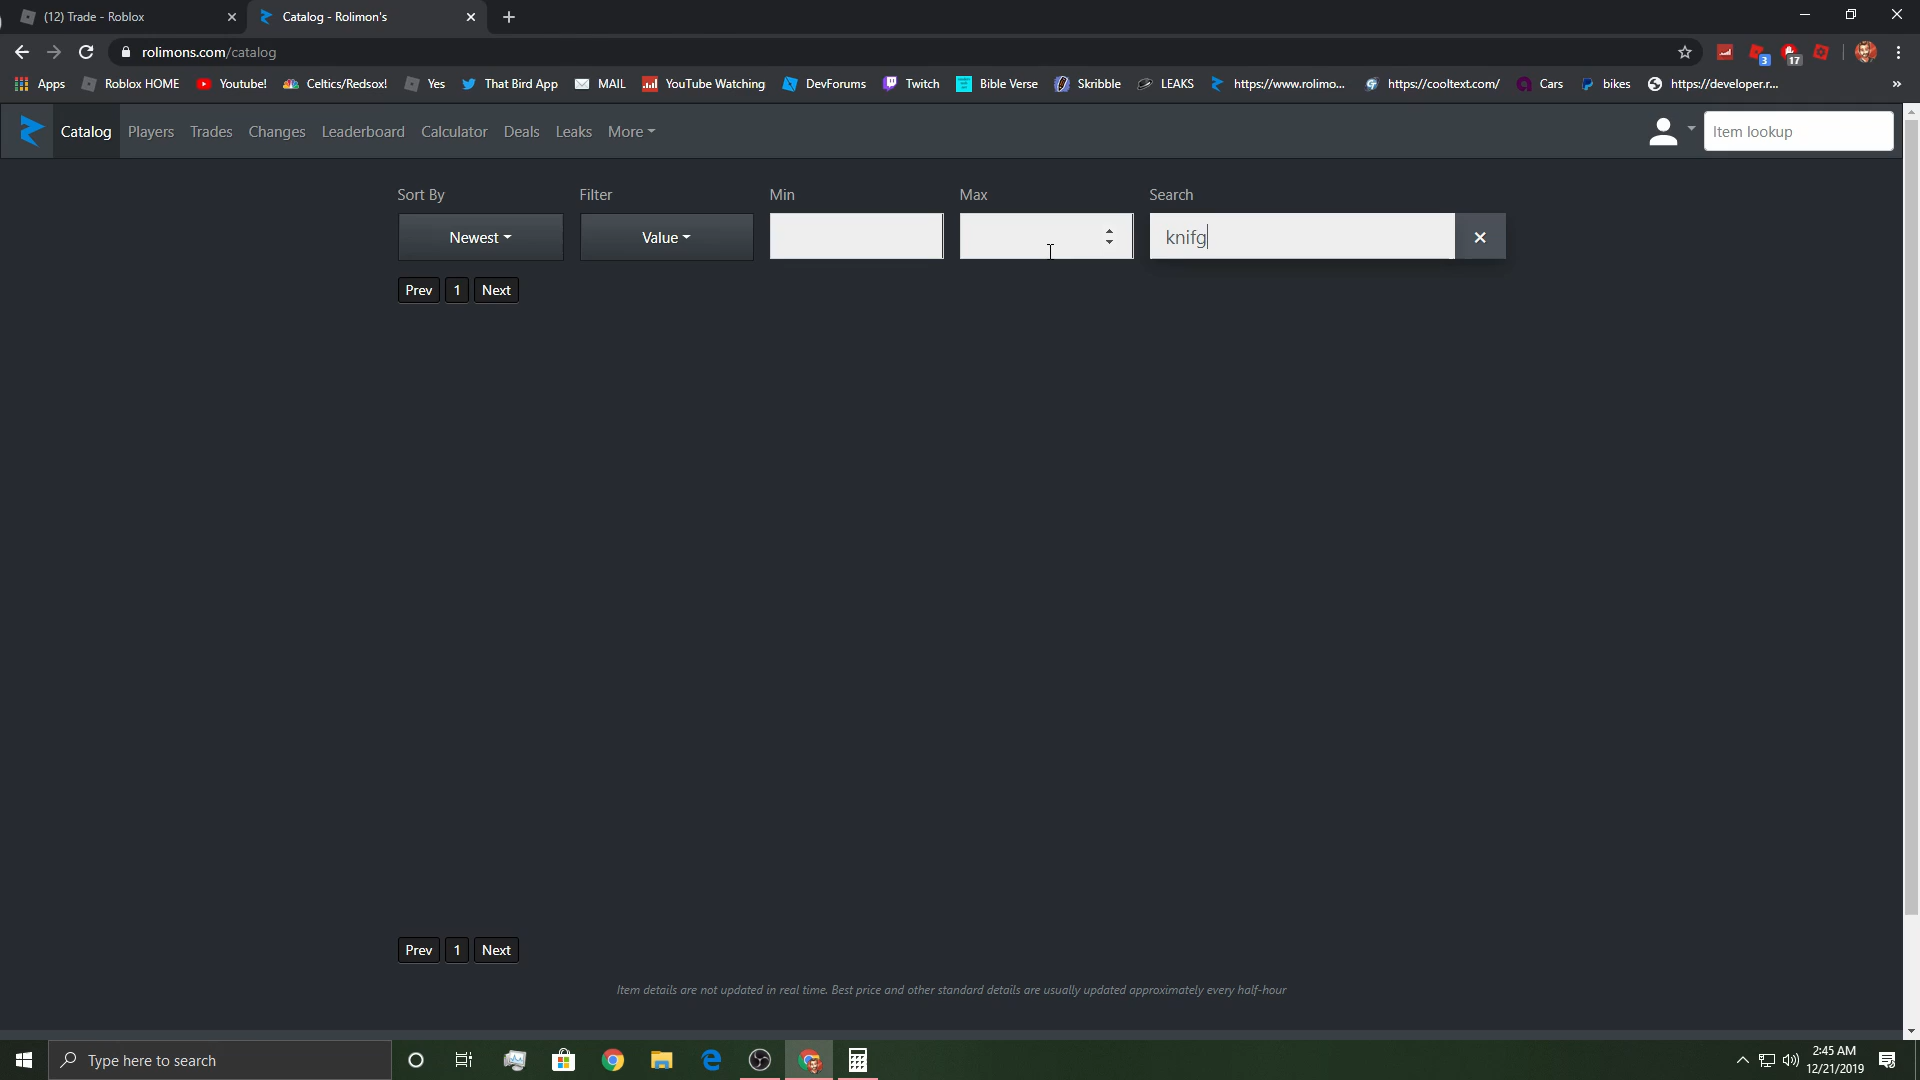 (12) Trade - Roblox
Catalog - Rolimon's
rolimons.com/catalog
3
17
Apps
Roblox HOME
Youtube!
Celtics/Redsox!
Yes
That Bird App
MAIL
YouTube Watching
DevForums
Twitch
Bible Verse
Skribble
LEAKS
https://www.rolimo...
https://cooltext.com/
Cars
bikes
https://developer.r...
»
Catalog
Players
Trades
Changes
Leaderboard
Calculator
Deals
Leaks
More
Item lookup
Sort By
Filter
Min
Max
Search
Newest
Value
knifg
Prev 1 Next
Prev 1 Next
Item details are not updated in real time. Best price and other standard details are usually updated approximately every half-hour
Type here to search
2:45 AM
12/21/2019